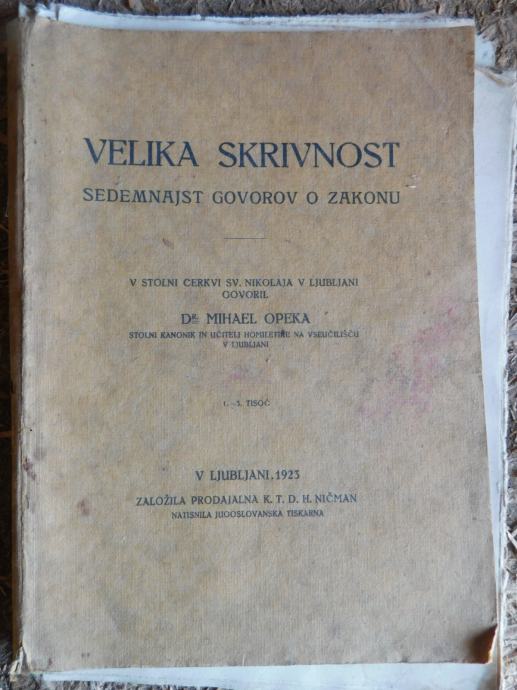 VELIKA SKRIVNOST
SEDEMNAJST GOVOROV O ZAKONU
V STOLNI CERKVI SV. NIKOLAJA V LJUBLJANI
GOVORIL
DR. MIHAEL OPEKA
STOLNI KANONIK IN UČITELJ HOMILETIKE NA VSEUČILIŠČU
V LJUBLJANI
1.–3. TISOČ
V LJUBLJANI, 1923
ZALOŽILA PRODAJALNA K. T. D. H. NIČMAN
NATISNILA JUGOSLOVANSKA TISKARNA